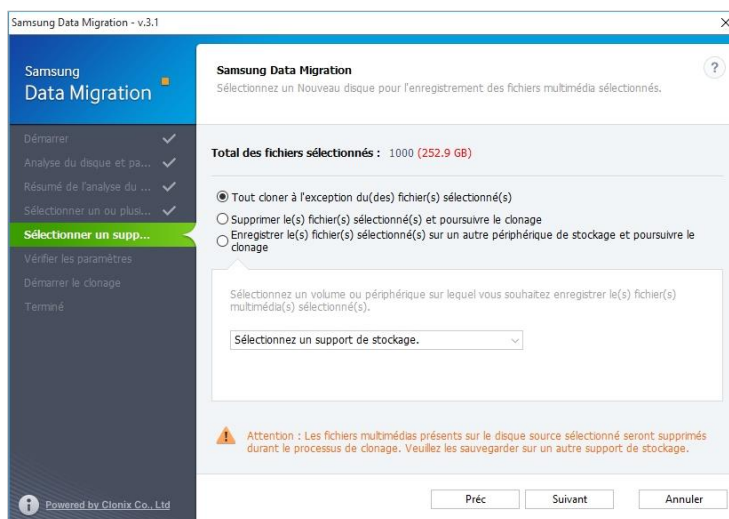 Samsung Data Migration - v.3.1
Samsung
Data Migration
Démarrer
Analyse du disque et pa...
Résumé de l'analyse du ...
Sélectionner un ou plusi...
Sélectionner un supp...
Vérifier les paramètres
Démarrer le clonage
Terminé
Powered by Clonix Co., Ltd
Samsung Data Migration
Sélectionnez un Nouveau disque pour l'enregistrement des fichiers multimédia sélectionnés.
?
Total des fichiers sélectionnés : 1000 (252.9 GB)
Tout cloner à l'exception du(des) fichier(s) sélectionné(s)
Supprimer le(s) fichier(s) sélectionné(s) et poursuivre le clonage
Enregistrer le(s) fichier(s) sélectionné(s) sur un autre périphérique de stockage et poursuivre le
clonage
Sélectionnez un volume ou périphérique sur lequel vous souhaitez enregistrer le(s) fichier(s)
multimédia(s) sélectionné(s).
Sélectionnez un support de stockage.
Attention : Les fichiers multimédias présents sur le disque source sélectionné seront supprimés
durant le processus de clonage. Veuillez les sauvegarder sur un autre support de stockage.
Préc
Suivant
Annuler